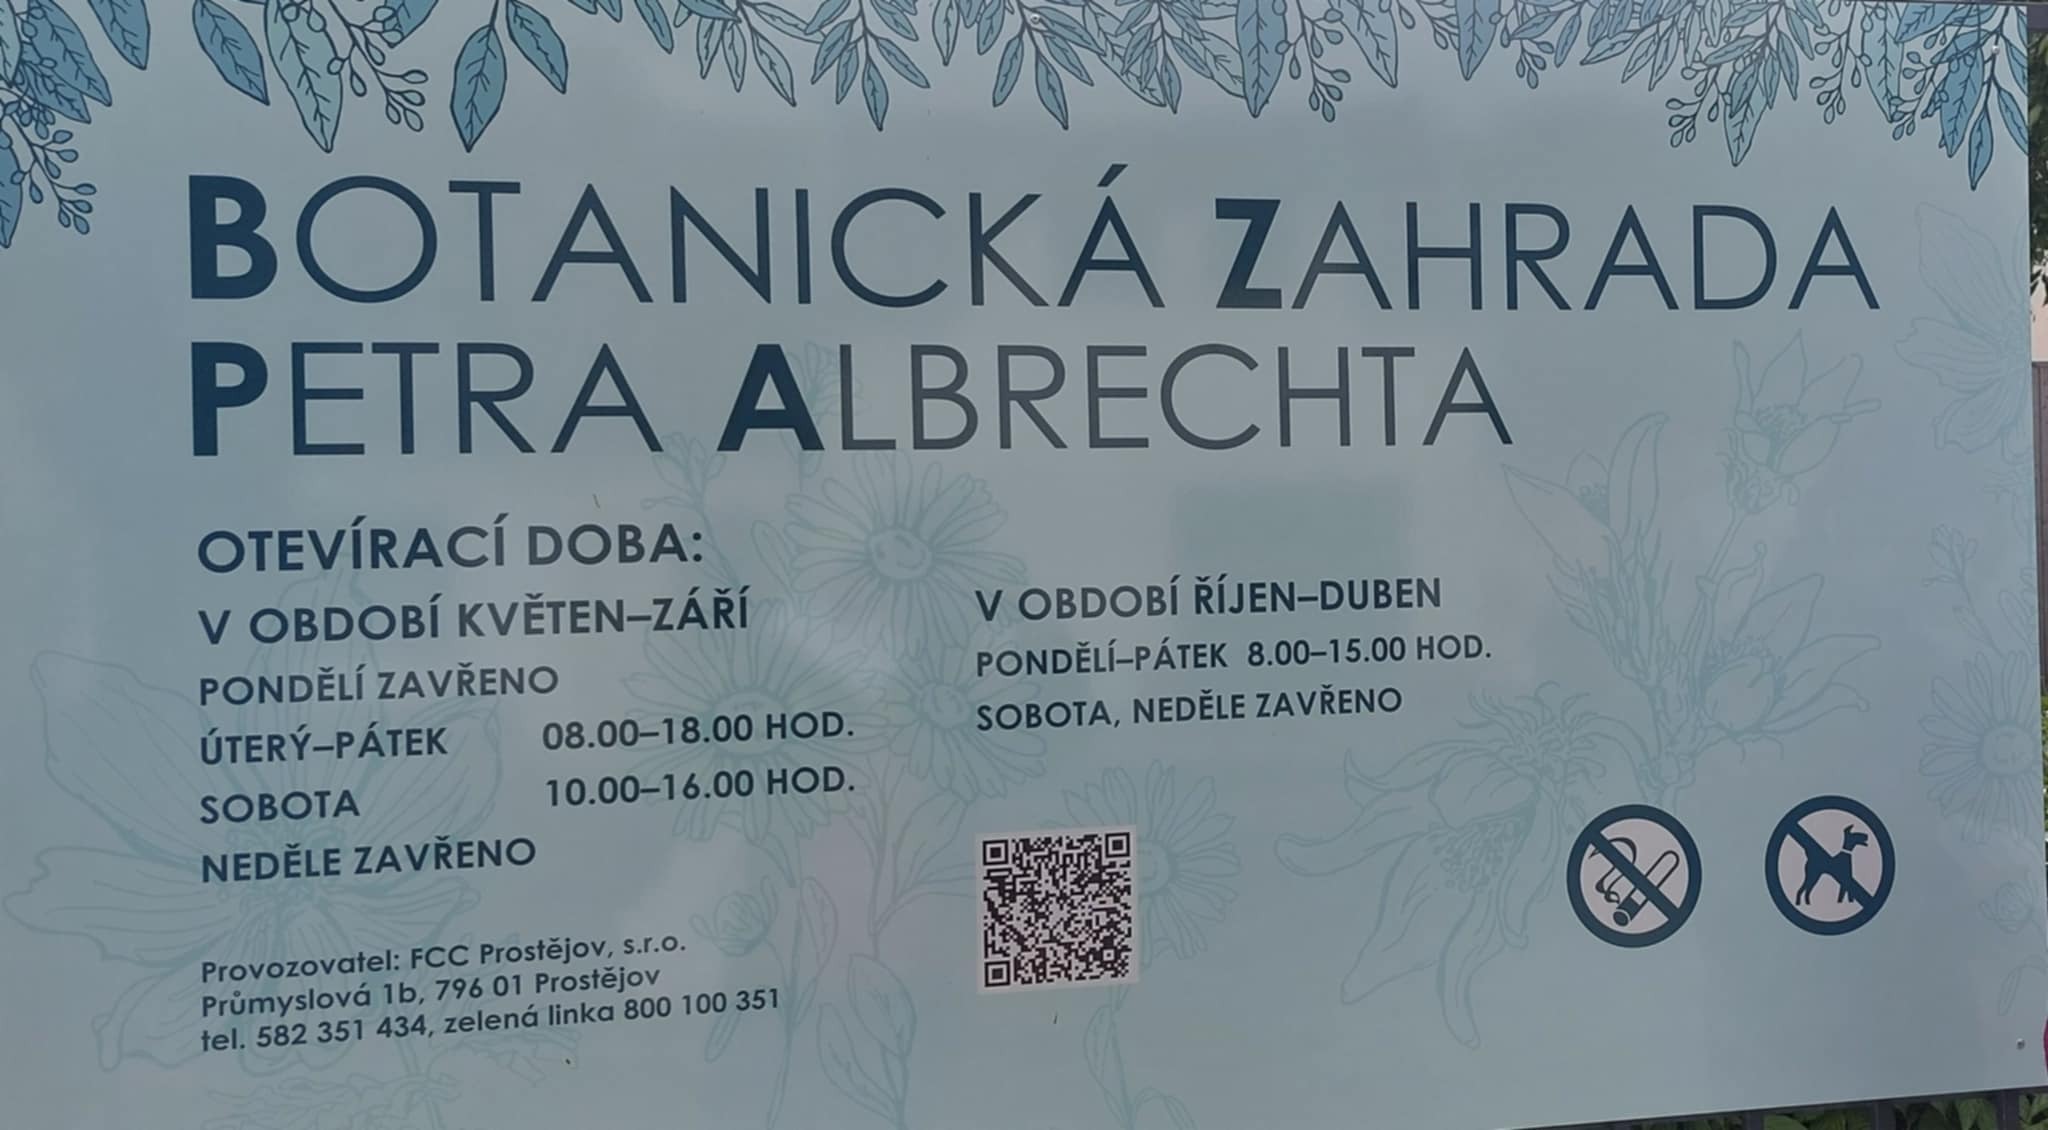 BOTANICKÁ ZAHRADA
PETRA ALBRECHTA
OTEVÍRACÍ DOBA:
V OBDOBÍ KVĚTEN–ZÁŘÍ
PONDĚLÍ ZAVŘENO
ÚTERÝ–PÁTEK 08.00–18.00 HOD.
SOBOTA 10.00–16.00 HOD.
NEDĚLE ZAVŘENO
V OBDOBÍ ŘÍJEN–DUBEN
PONDĚLÍ–PÁTEK 8.00–15.00 HOD.
SOBOTA, NEDĚLE ZAVŘENO
Provozovatel: FCC Prostějov, s.r.o.
Průmyslová 1b, 796 01 Prostějov
tel. 582 351 434, zelená linka 800 100 351